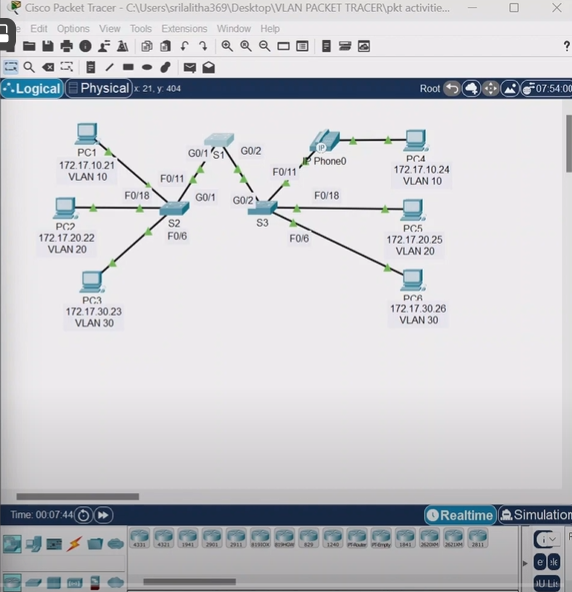 Cisco Packet Tracer - C:\Users\srilalitha369\Desktop\VLAN PACKET TRACER\pkt activitie...
Edit Options View Tools Extensions Window Help
?
Logical Physical x: 21, y: 404 Root 07:54:00
PC1
172.17.10.21
VLAN 10
G0/1 S1 G0/2
IP Phone0
PC4
172.17.10.24
VLAN 10
F0/11
F0/11
F0/18 G0/1 G0/2 F0/18
PC2
172.17.20.22
VLAN 20
S2
F0/6
S3
F0/6
PC5
172.17.20.25
VLAN 20
PC3
172.17.30.23
VLAN 30
PC6
172.17.30.26
VLAN 30
Time: 00:07:44 Realtime Simulation
4331 4321 1941 2901 2911 819IOX 819HGW 829 1240 PT-Router PT-Empty 1841 2620XM 2621XM 2811